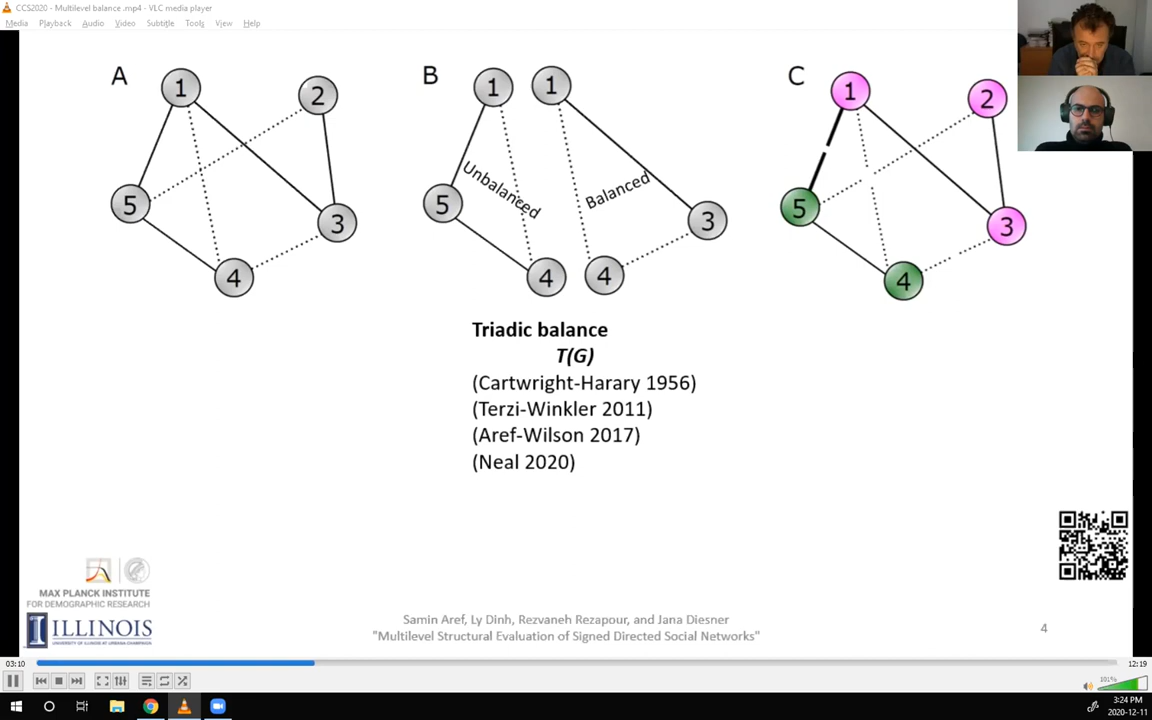 CCS2020 - Multilevel balance .mp4 - VLC media player
Media Playback Audio Video Subtitle Tools View Help
A
1
2
5
3
4
B
1
1
Unbalanced
Balanced
5
3
4
4
C
1
2
5
3
4
Triadic balance
T(G)
(Cartwright-Harary 1956)
(Terzi-Winkler 2011)
(Aref-Wilson 2017)
(Neal 2020)
MAX PLANCK INSTITUTE
FOR DEMOGRAPHIC RESEARCH
ILLINOIS
UNIVERSITY OF ILLINOIS AT URBANA-CHAMPAIGN
Samin Aref, Ly Dinh, Rezvaneh Rezapour, and Jana Diesner
"Multilevel Structural Evaluation of Signed Directed Social Networks"
4
03:10
12:19
101%
3:24 PM
2020-12-11